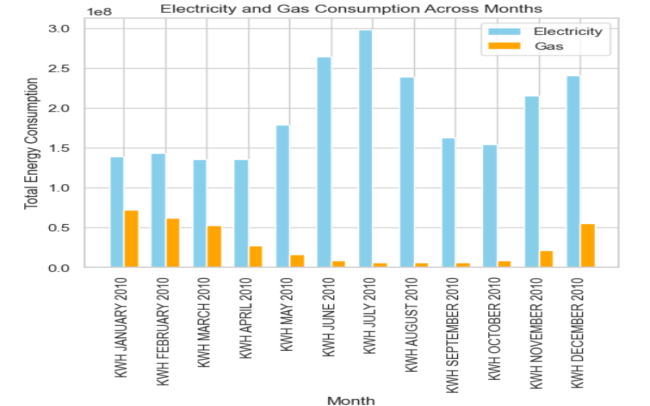 Electricity and Gas Consumption Across Months
1e8
Electricity
Gas
3.0
2.5
2.0
1.5
1.0
0.5
0.0
Total Energy Consumption
KWH JANUARY 2010
KWH FEBRUARY 2010
KWH MARCH 2010
KWH APRIL 2010
KWH MAY 2010
KWH JUNE 2010
KWH JULY 2010
KWH AUGUST 2010
KWH SEPTEMBER 2010
KWH OCTOBER 2010
KWH NOVEMBER 2010
KWH DECEMBER 2010
Month